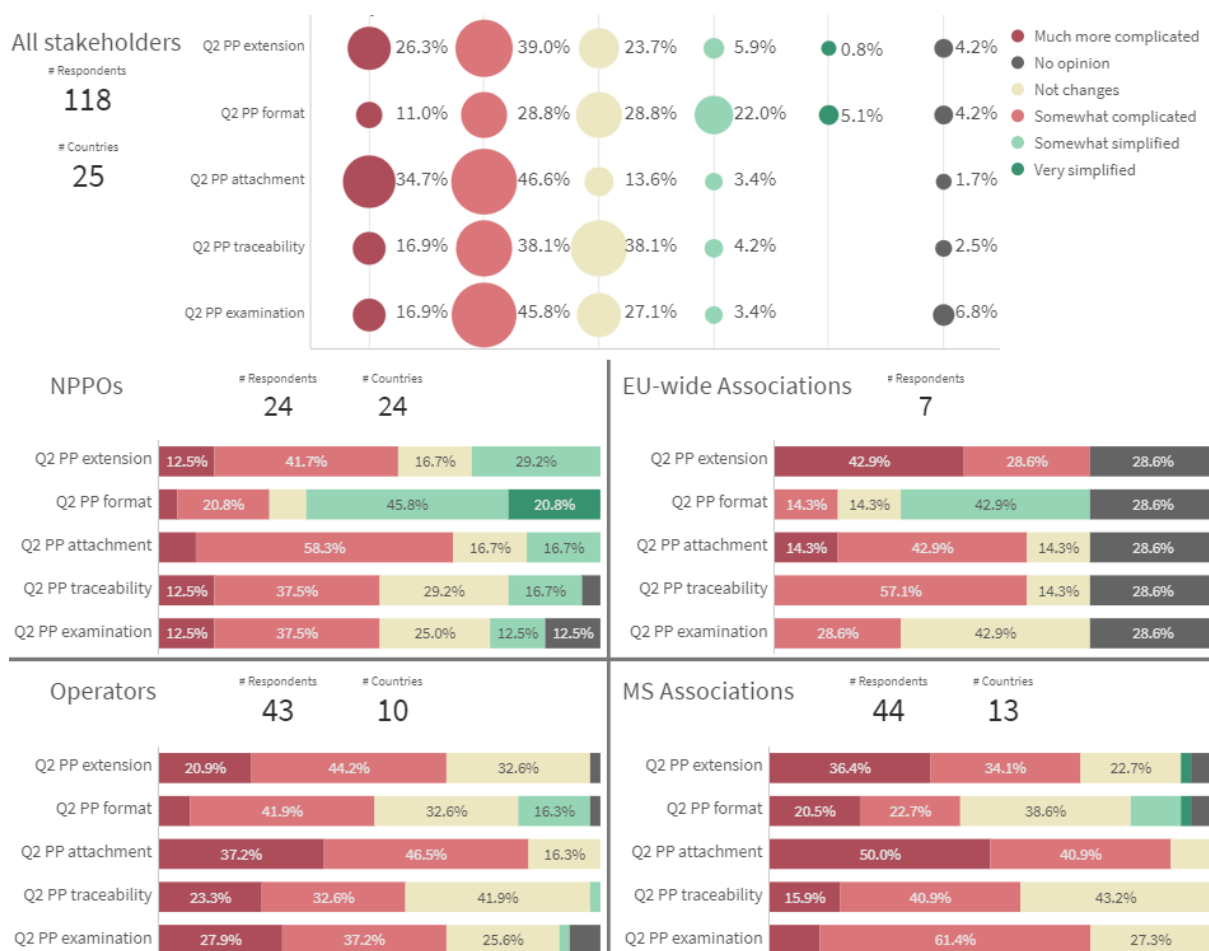 All stakeholders
# Respondents
118
# Countries
25
Q2 PP extension 26.3% 39.0% 23.7% 5.9% 0.8% 4.2%
Q2 PP format 11.0% 28.8% 28.8% 22.0% 5.1% 4.2%
Q2 PP attachment 34.7% 46.6% 13.6% 3.4% 1.7%
Q2 PP traceability 16.9% 38.1% 38.1% 4.2% 2.5%
Q2 PP examination 16.9% 45.8% 27.1% 3.4% 6.8%
Much more complicated
No opinion
Not changes
Somewhat complicated
Somewhat simplified
Very simplified
NPPOs
# Respondents # Countries
24 24
Q2 PP extension 12.5% 41.7% 16.7% 29.2%
Q2 PP format 20.8% 45.8% 20.8%
Q2 PP attachment 58.3% 16.7% 16.7%
Q2 PP traceability 12.5% 37.5% 29.2% 16.7%
Q2 PP examination 12.5% 37.5% 25.0% 12.5% 12.5%
EU-wide Associations
# Respondents
7
Q2 PP extension 42.9% 28.6% 28.6%
Q2 PP format 14.3% 14.3% 42.9% 28.6%
Q2 PP attachment 14.3% 42.9% 14.3% 28.6%
Q2 PP traceability 57.1% 14.3% 28.6%
Q2 PP examination 28.6% 42.9% 28.6%
Operators
# Respondents # Countries
43 10
Q2 PP extension 20.9% 44.2% 32.6%
Q2 PP format 41.9% 32.6% 16.3%
Q2 PP attachment 37.2% 46.5% 16.3%
Q2 PP traceability 23.3% 32.6% 41.9%
Q2 PP examination 27.9% 37.2% 25.6%
MS Associations
# Respondents # Countries
44 13
Q2 PP extension 36.4% 34.1% 22.7%
Q2 PP format 20.5% 22.7% 38.6%
Q2 PP attachment 50.0% 40.9%
Q2 PP traceability 15.9% 40.9% 43.2%
Q2 PP examination 61.4% 27.3%